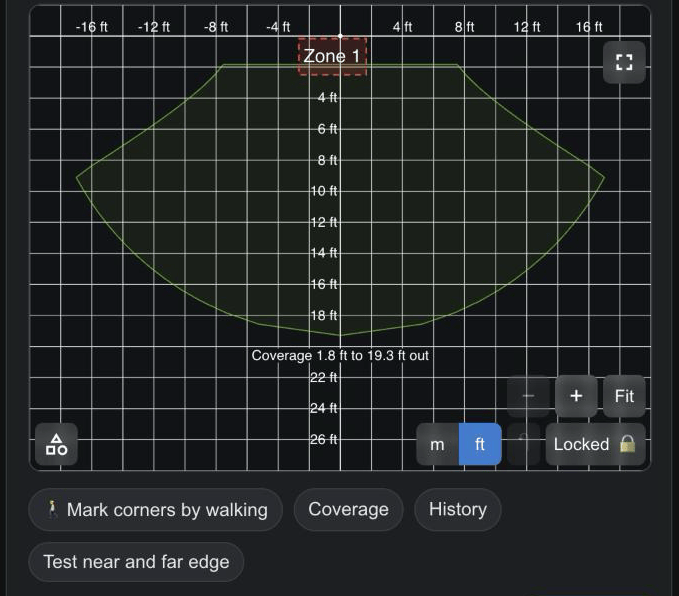 -16 ft -12 ft -8 ft -4 ft 4 ft 8 ft 12 ft 16 ft
Zone 1
4 ft
6 ft
8 ft
10 ft
12 ft
14 ft
16 ft
18 ft
Coverage 1.8 ft to 19.3 ft out
22 ft
24 ft
26 ft
− + Fit
m ft Locked
Mark corners by walking Coverage History
Test near and far edge